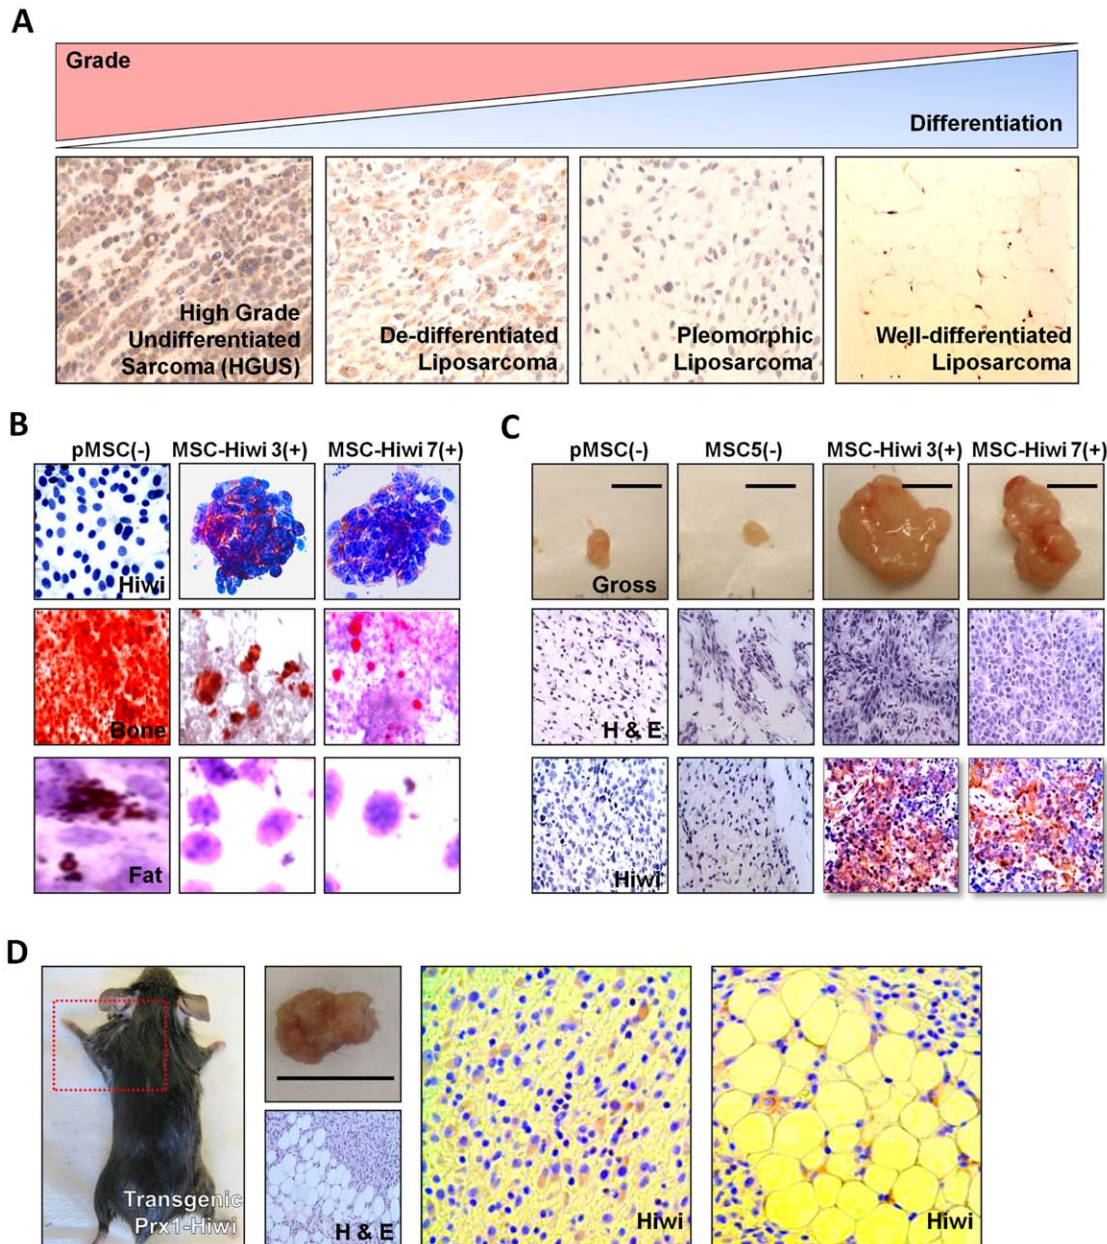 A
Grade
Differentiation
High Grade
Undifferentiated
Sarcoma (HGUS)
De-differentiated
Liposarcoma
Pleomorphic
Liposarcoma
Well-differentiated
Liposarcoma
B
pMSC(-) MSC-Hiwi 3(+) MSC-Hiwi 7(+)
Hiwi
Bone
Fat
C
pMSC(-) MSC5(-) MSC-Hiwi 3(+) MSC-Hiwi 7(+)
Gross
H & E
Hiwi
D
Transgenic
Prx1-Hiwi
H & E
Hiwi
Hiwi